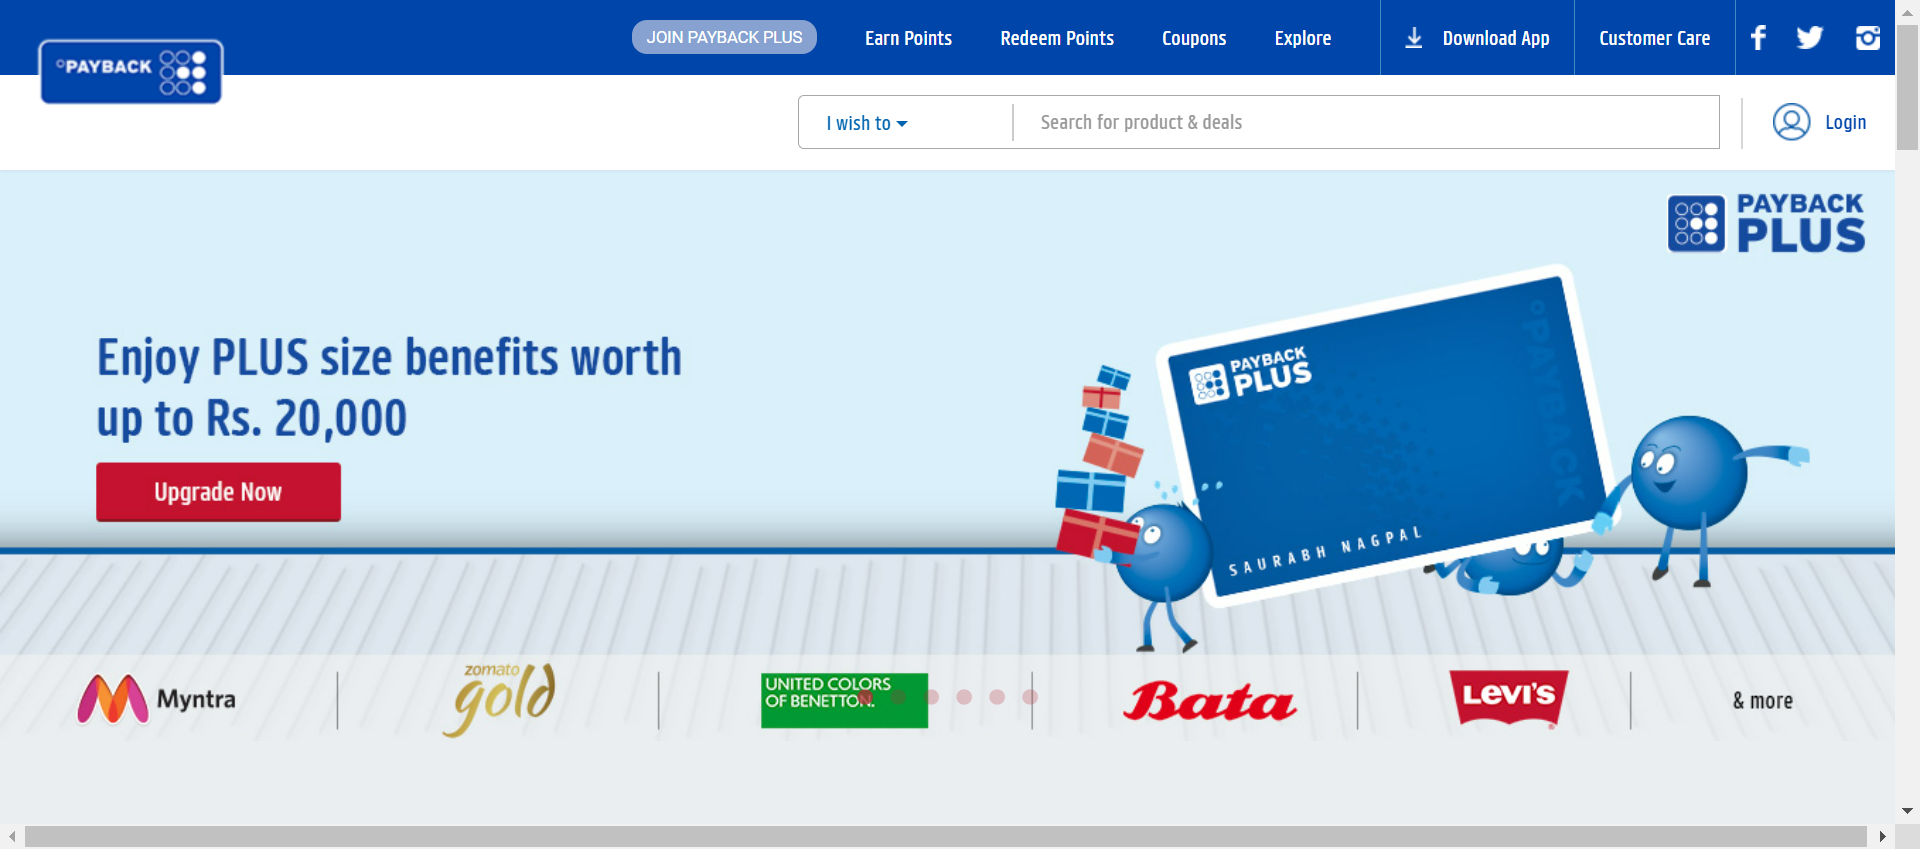 JOIN PAYBACK PLUS
Earn Points
Redeem Points
Coupons
Explore
Download App
Customer Care
°PAYBACK
I wish to
Search for product & deals
Login
PAYBACK
PLUS
Enjoy PLUS size benefits worth
up to Rs. 20,000
Upgrade Now
PAYBACK
PLUS
°PAYBACK
SAURABH NAGPAL
Myntra
zomato
gold
UNITED COLORS
OF BENETTON.
Bata
LEVI'S
& more